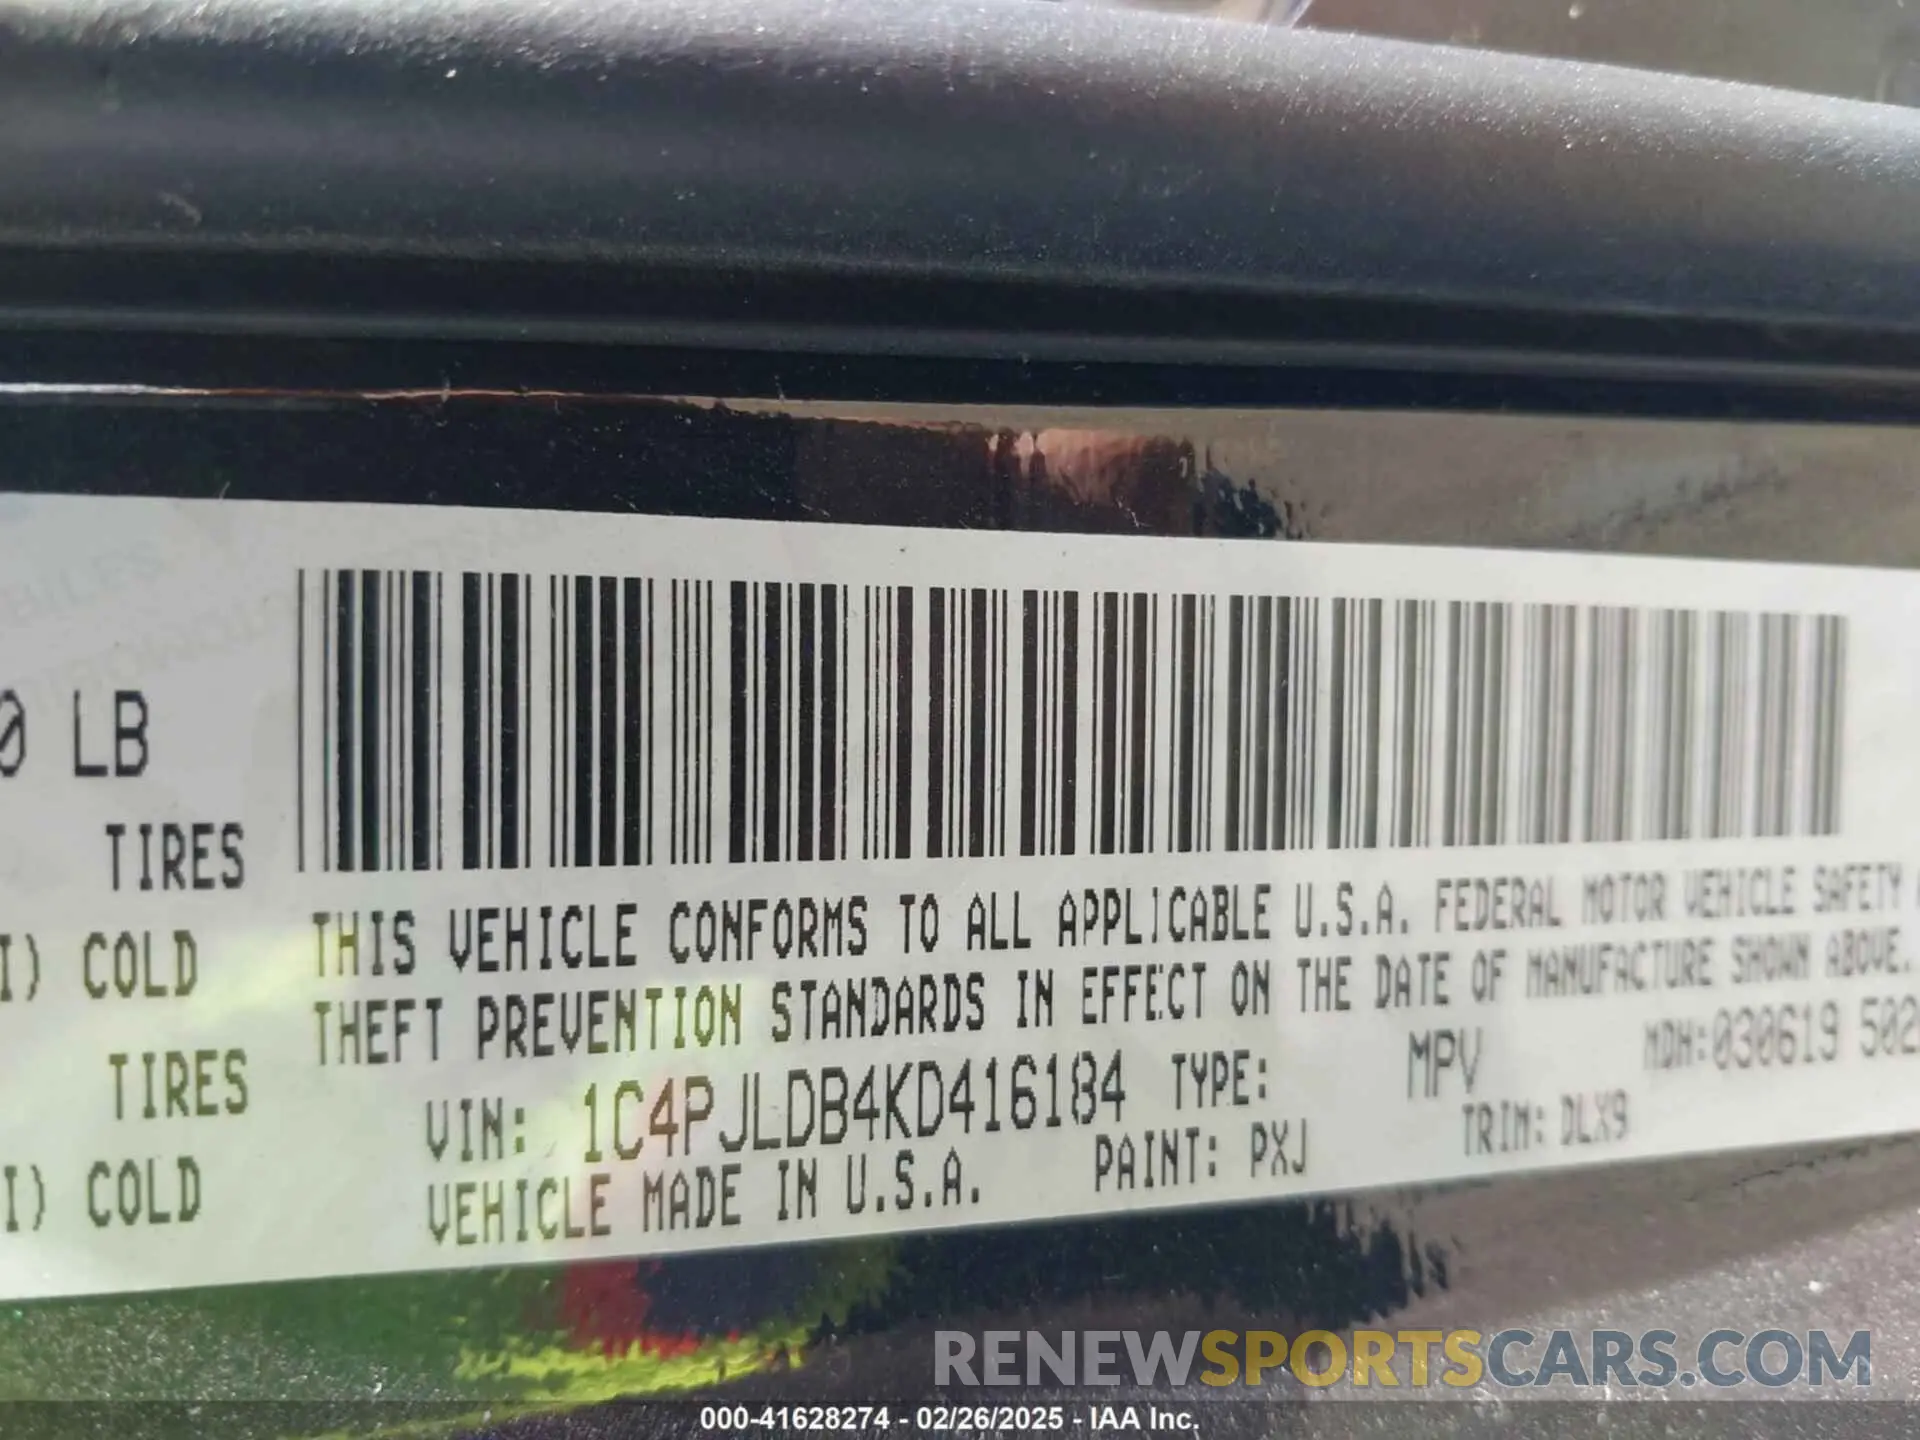 0 LB
TIRES
I) COLD
TIRES
I) COLD
THIS VEHICLE CONFORMS TO ALL APPLICABLE U.S.A. FEDERAL MOTOR VEHICLE SAFETY
THEFT PREVENTION STANDARDS IN EFFECT ON THE DATE OF MANUFACTURE SHOWN ABOVE.
VIN: 1C4PJLDB4KD416184 TYPE: MPV MDH:030619 502
VEHICLE MADE IN U.S.A. PAINT: PXJ TRIM: DLX9
RENEWSPORTSCARS.COM
000-41628274 - 02/26/2025 - IAA Inc.